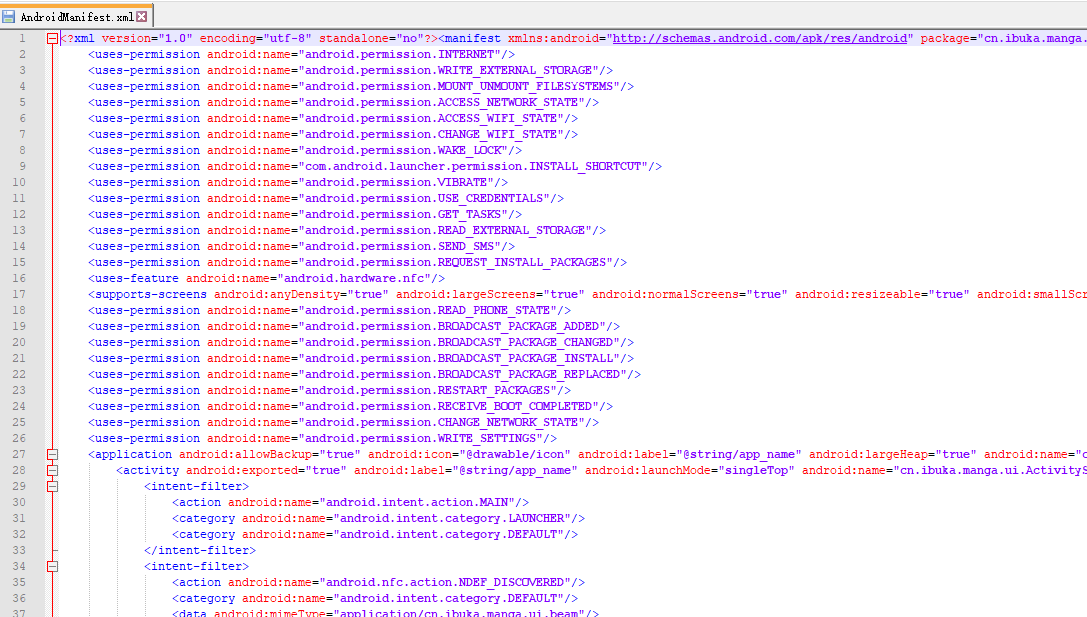 AndroidManifest.xml
1 <?xml version="1.0" encoding="utf-8" standalone="no"?><manifest xmlns:android="http://schemas.android.com/apk/res/android" package="cn.ibuka.manga.
2 <uses-permission android:name="android.permission.INTERNET"/>
3 <uses-permission android:name="android.permission.WRITE_EXTERNAL_STORAGE"/>
4 <uses-permission android:name="android.permission.MOUNT_UNMOUNT_FILESYSTEMS"/>
5 <uses-permission android:name="android.permission.ACCESS_NETWORK_STATE"/>
6 <uses-permission android:name="android.permission.ACCESS_WIFI_STATE"/>
7 <uses-permission android:name="android.permission.CHANGE_WIFI_STATE"/>
8 <uses-permission android:name="android.permission.WAKE_LOCK"/>
9 <uses-permission android:name="com.android.launcher.permission.INSTALL_SHORTCUT"/>
10 <uses-permission android:name="android.permission.VIBRATE"/>
11 <uses-permission android:name="android.permission.USE_CREDENTIALS"/>
12 <uses-permission android:name="android.permission.GET_TASKS"/>
13 <uses-permission android:name="android.permission.READ_EXTERNAL_STORAGE"/>
14 <uses-permission android:name="android.permission.SEND_SMS"/>
15 <uses-permission android:name="android.permission.REQUEST_INSTALL_PACKAGES"/>
16 <uses-feature android:name="android.hardware.nfc"/>
17 <supports-screens android:anyDensity="true" android:largeScreens="true" android:normalScreens="true" android:resizeable="true" android:smallScr
18 <uses-permission android:name="android.permission.READ_PHONE_STATE"/>
19 <uses-permission android:name="android.permission.BROADCAST_PACKAGE_ADDED"/>
20 <uses-permission android:name="android.permission.BROADCAST_PACKAGE_CHANGED"/>
21 <uses-permission android:name="android.permission.BROADCAST_PACKAGE_INSTALL"/>
22 <uses-permission android:name="android.permission.BROADCAST_PACKAGE_REPLACED"/>
23 <uses-permission android:name="android.permission.RESTART_PACKAGES"/>
24 <uses-permission android:name="android.permission.RECEIVE_BOOT_COMPLETED"/>
25 <uses-permission android:name="android.permission.CHANGE_NETWORK_STATE"/>
26 <uses-permission android:name="android.permission.WRITE_SETTINGS"/>
27 <application android:allowBackup="true" android:icon="@drawable/icon" android:label="@string/app_name" android:largeHeap="true" android:name="c
28 <activity android:exported="true" android:label="@string/app_name" android:launchMode="singleTop" android:name="cn.ibuka.manga.ui.ActivityS
29 <intent-filter>
30 <action android:name="android.intent.action.MAIN"/>
31 <category android:name="android.intent.category.LAUNCHER"/>
32 <category android:name="android.intent.category.DEFAULT"/>
33 </intent-filter>
34 <intent-filter>
35 <action android:name="android.nfc.action.NDEF_DISCOVERED"/>
36 <category android:name="android.intent.category.DEFAULT"/>
37 <data android:mimeType="application/cn.ibuka.manga.ui.beam"/>